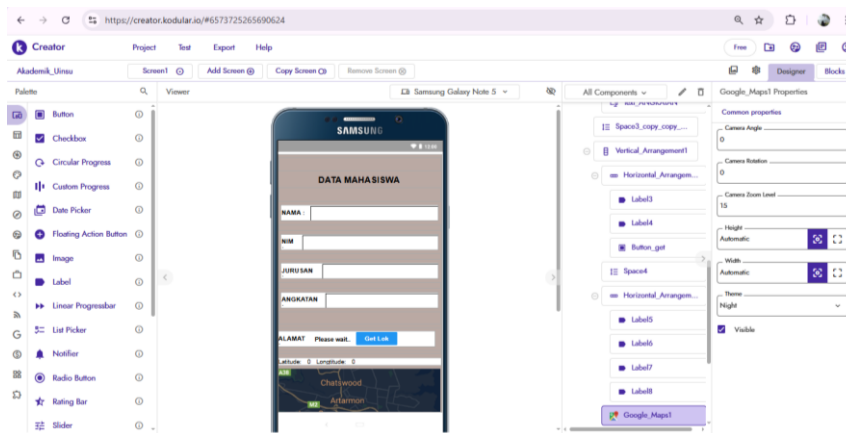 https://creator.kodular.io/#6573725265690624
Creator
Project
Test
Export
Help
Free
Akademik_Uinsu
Screen1
Add Screen
Copy Screen
Remove Screen
Designer
Blocks
Palette
Viewer
Samsung Galaxy Note 5
All Components
Google_Maps1 Properties
Button
Checkbox
Circular Progress
Custom Progress
Date Picker
Floating Action Button
Image
Label
Linear Progressbar
List Picker
Notifier
Radio Button
Rating Bar
Slider
SAMSUNG
DATA MAHASISWA
NAMA :
NIM
JURUSAN
ANGKATAN
ALAMAT
Please wait..
Get Lok
Latitude: 0 Longtitude: 0
A38
Chatswood
M2
Artarmon
Space3_copy_copy_...
Vertical_Arrangement1
Horizontal_Arrangem...
Label3
Label4
Button_get
Space4
Horizontal_Arrangem...
Label5
Label6
Label7
Label8
Google_Maps1
Common properties
Camera Angle
0
Camera Rotation
0
Camera Zoom Level
15
Height
Automatic
Width
Automatic
Theme
Night
Visible